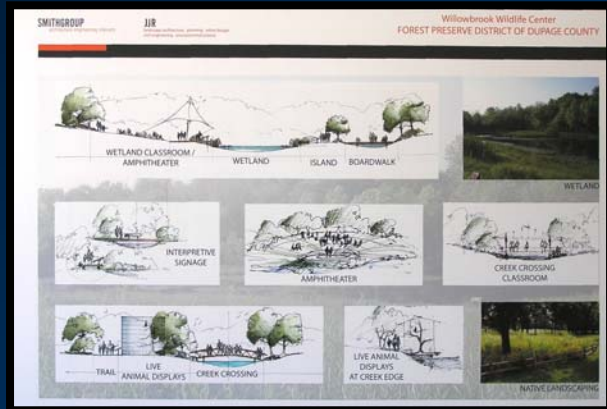 SMITHGROUP
JJR
Willowbrook Wildlife Center
FOREST PRESERVE DISTRICT OF DUPAGE COUNTY
WETLAND CLASSROOM /
AMPHITHEATER
WETLAND
ISLAND
BOARDWALK
WETLAND
INTERPRETIVE
SIGNAGE
AMPHITHEATER
CREEK CROSSING
CLASSROOM
TRAIL
LIVE
ANIMAL DISPLAYS
CREEK CROSSING
LIVE ANIMAL
DISPLAYS
AT CREEK EDGE
NATIVE LANDSCAPING